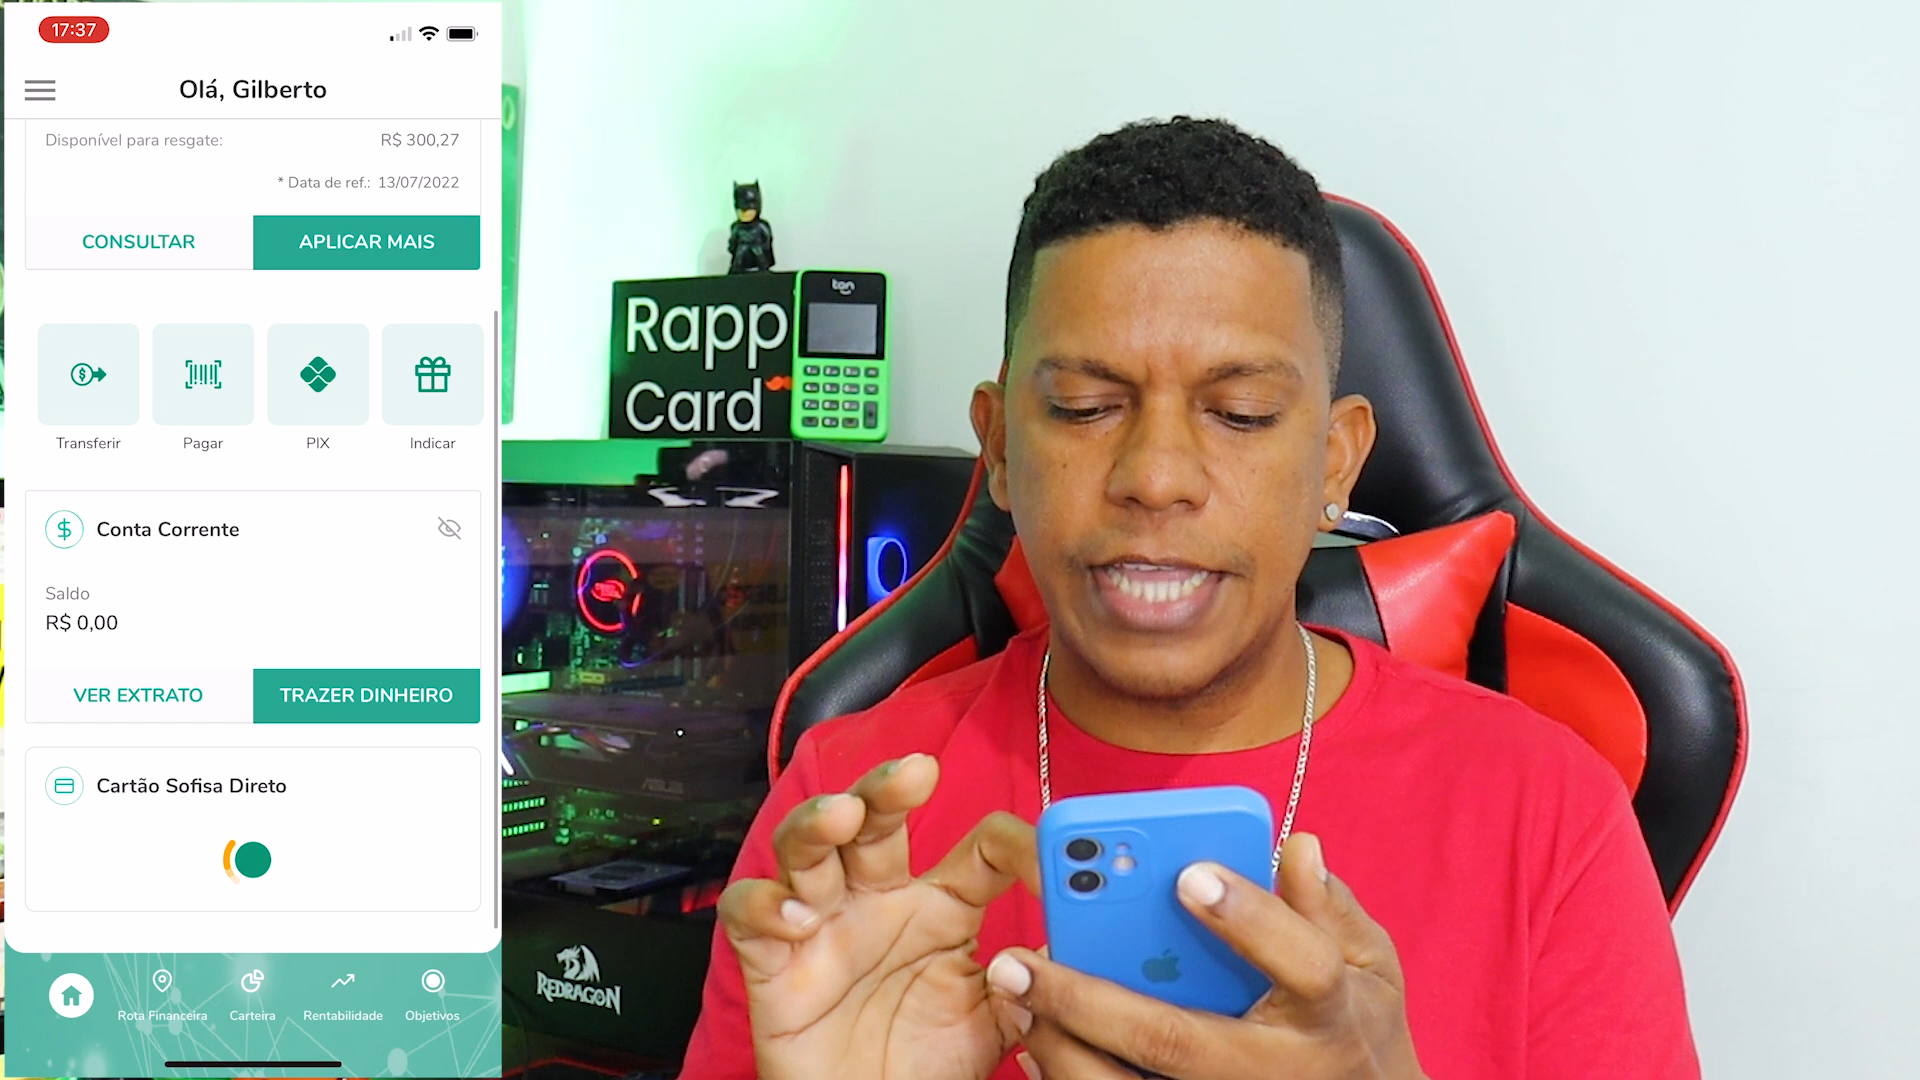 17:37
Olá, Gilberto
Disponível para resgate: R$ 300,27
* Data de ref.: 13/07/2022
CONSULTAR
APLICAR MAIS
Transferir
Pagar
PIX
Indicar
Conta Corrente
Saldo
R$ 0,00
VER EXTRATO
TRAZER DINHEIRO
Cartão Sofisa Direto
Rota Financeira
Carteira
Rentabilidade
Objetivos
Rapp
Card
ton
REDRAGON